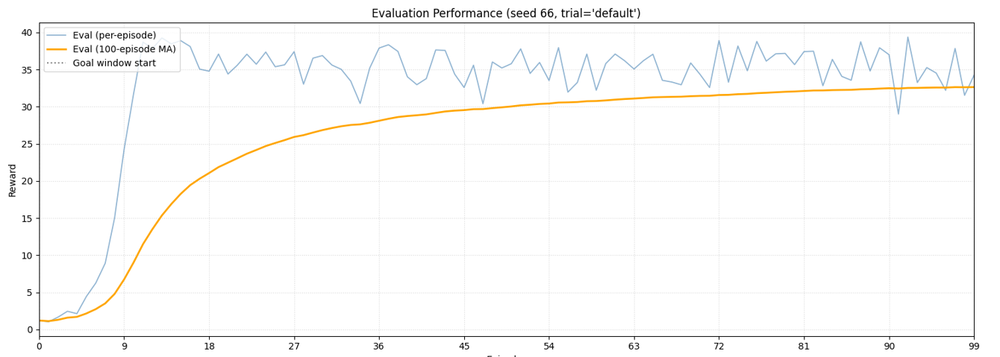 Evaluation Performance (seed 66, trial='default')
Eval (per-episode)
Eval (100-episode MA)
Goal window start
Reward
40
35
30
25
20
15
10
5
0
0 9 18 27 36 45 54 63 72 81 90 99